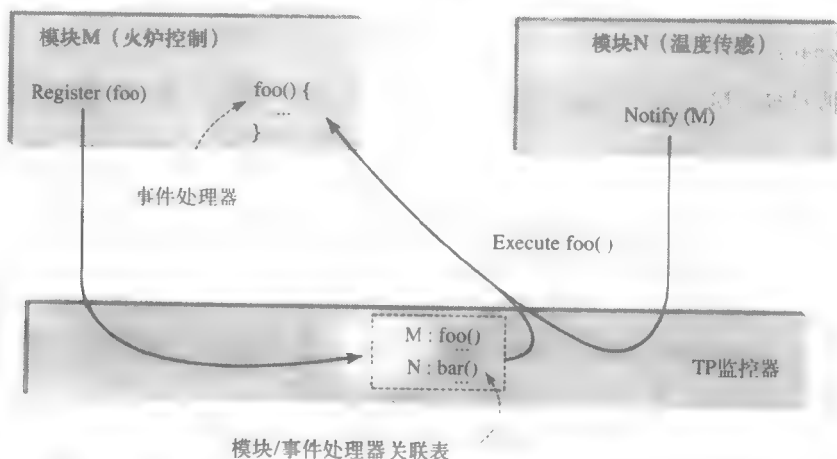 模块M（火炉控制）
Register (foo)
foo() {
...
}
事件处理器
模块N（温度传感）
Notify (M)
Execute foo( )
M : foo()
...
N : bar()
...
TP监控器
模块/事件处理器关联表